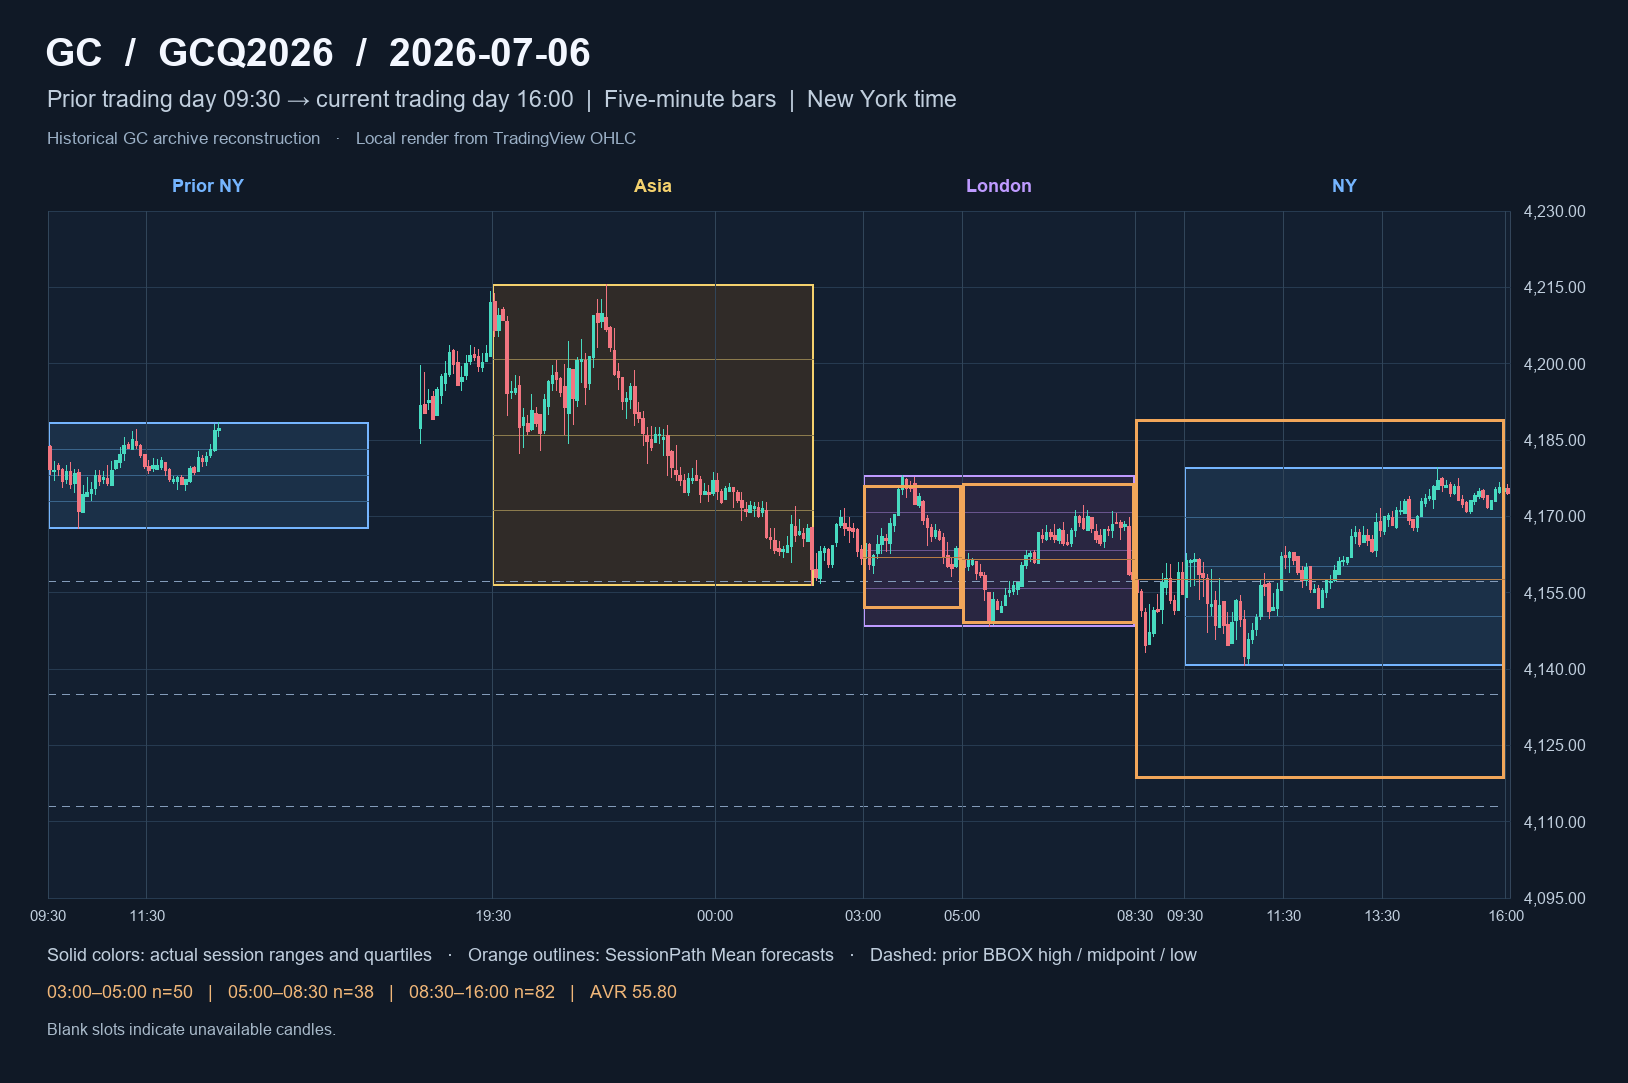 GC / GCQ2026 / 2026-07-06
Prior trading day 09:30 → current trading day 16:00 | Five-minute bars | New York time
Historical GC archive reconstruction · Local render from TradingView OHLC
Prior NY Asia London NY
4,230.00
4,215.00
4,200.00
4,185.00
4,170.00
4,155.00
4,140.00
4,125.00
4,110.00
4,095.00
09:30 11:30 19:30 00:00 03:00 05:00 08:30 09:30 11:30 13:30 16:00
Solid colors: actual session ranges and quartiles · Orange outlines: SessionPath Mean forecasts · Dashed: prior BBOX high / midpoint / low
03:00–05:00 n=50 | 05:00–08:30 n=38 | 08:30–16:00 n=82 | AVR 55.80
Blank slots indicate unavailable candles.